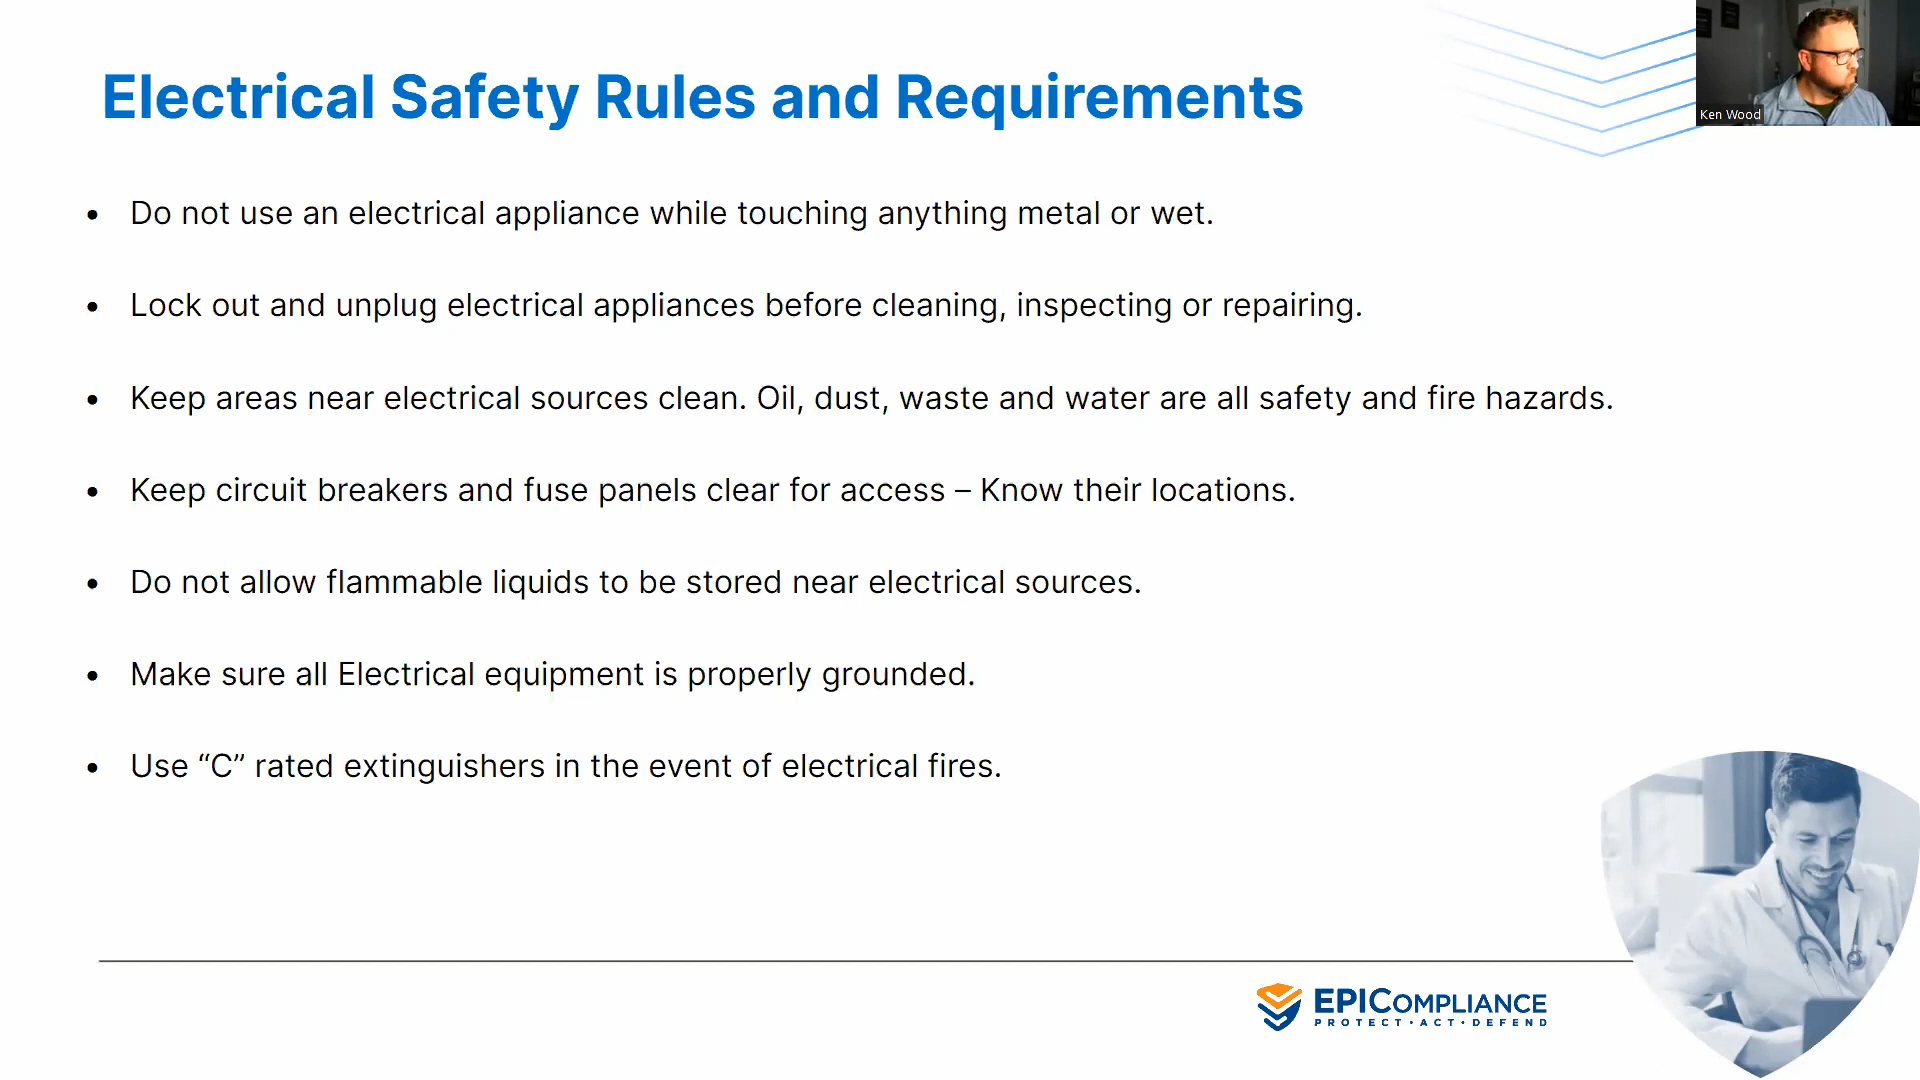 Electrical Safety Rules and Requirements
Ken Wood
• Do not use an electrical appliance while touching anything metal or wet.
• Lock out and unplug electrical appliances before cleaning, inspecting or repairing.
• Keep areas near electrical sources clean. Oil, dust, waste and water are all safety and fire hazards.
• Keep circuit breakers and fuse panels clear for access – Know their locations.
• Do not allow flammable liquids to be stored near electrical sources.
• Make sure all Electrical equipment is properly grounded.
• Use “C” rated extinguishers in the event of electrical fires.
EPICOMPLIANCE
PROTECT · ACT · DEFEND